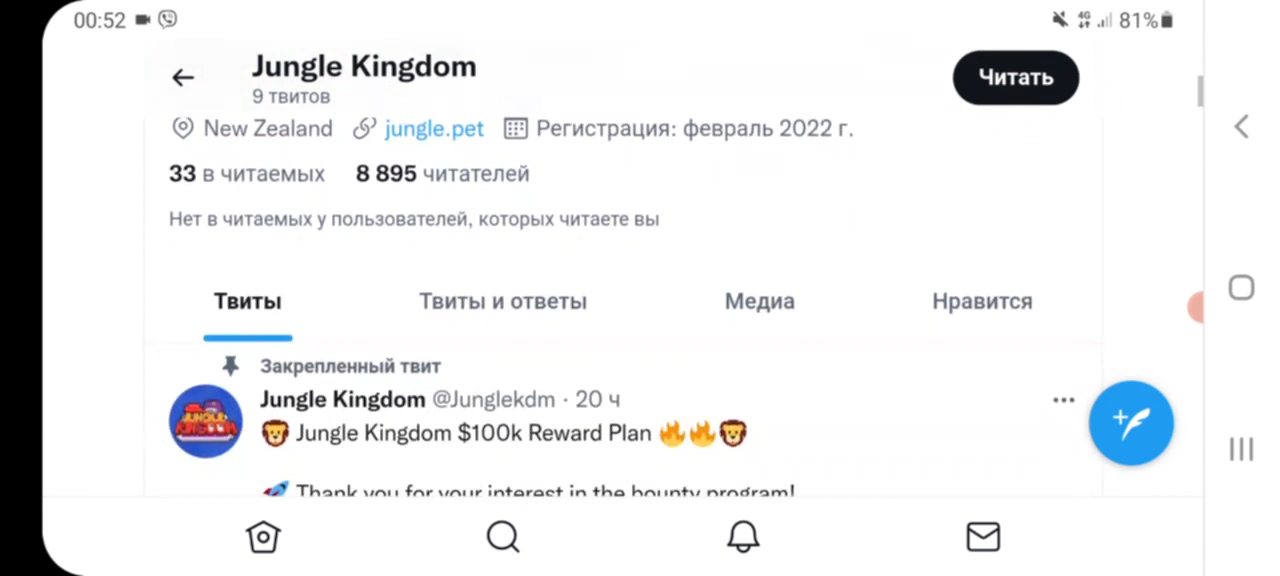 00:52
4G 81%
Jungle Kingdom
9 твитов
Читать
New Zealand jungle.pet Регистрация: февраль 2022 г.
33 в читаемых 8 895 читателей
Нет в читаемых у пользователей, которых читаете вы
Твиты Твиты и ответы Медиа Нравится
Закрепленный твит
Jungle Kingdom @Junglekdm · 20 ч
🦁 Jungle Kingdom $100k Reward Plan 🔥🔥🦁
🚀 Thank you for your interest in the bounty program!